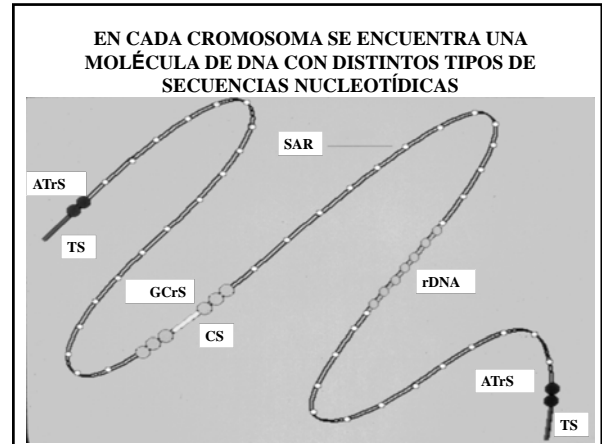 EN CADA CROMOSOMA SE ENCUENTRA UNA
MOLÉCULA DE DNA CON DISTINTOS TIPOS DE
SECUENCIAS NUCLEOTÍDICAS
SAR
ATrS
TS
GCrS
rDNA
CS
ATrS
TS